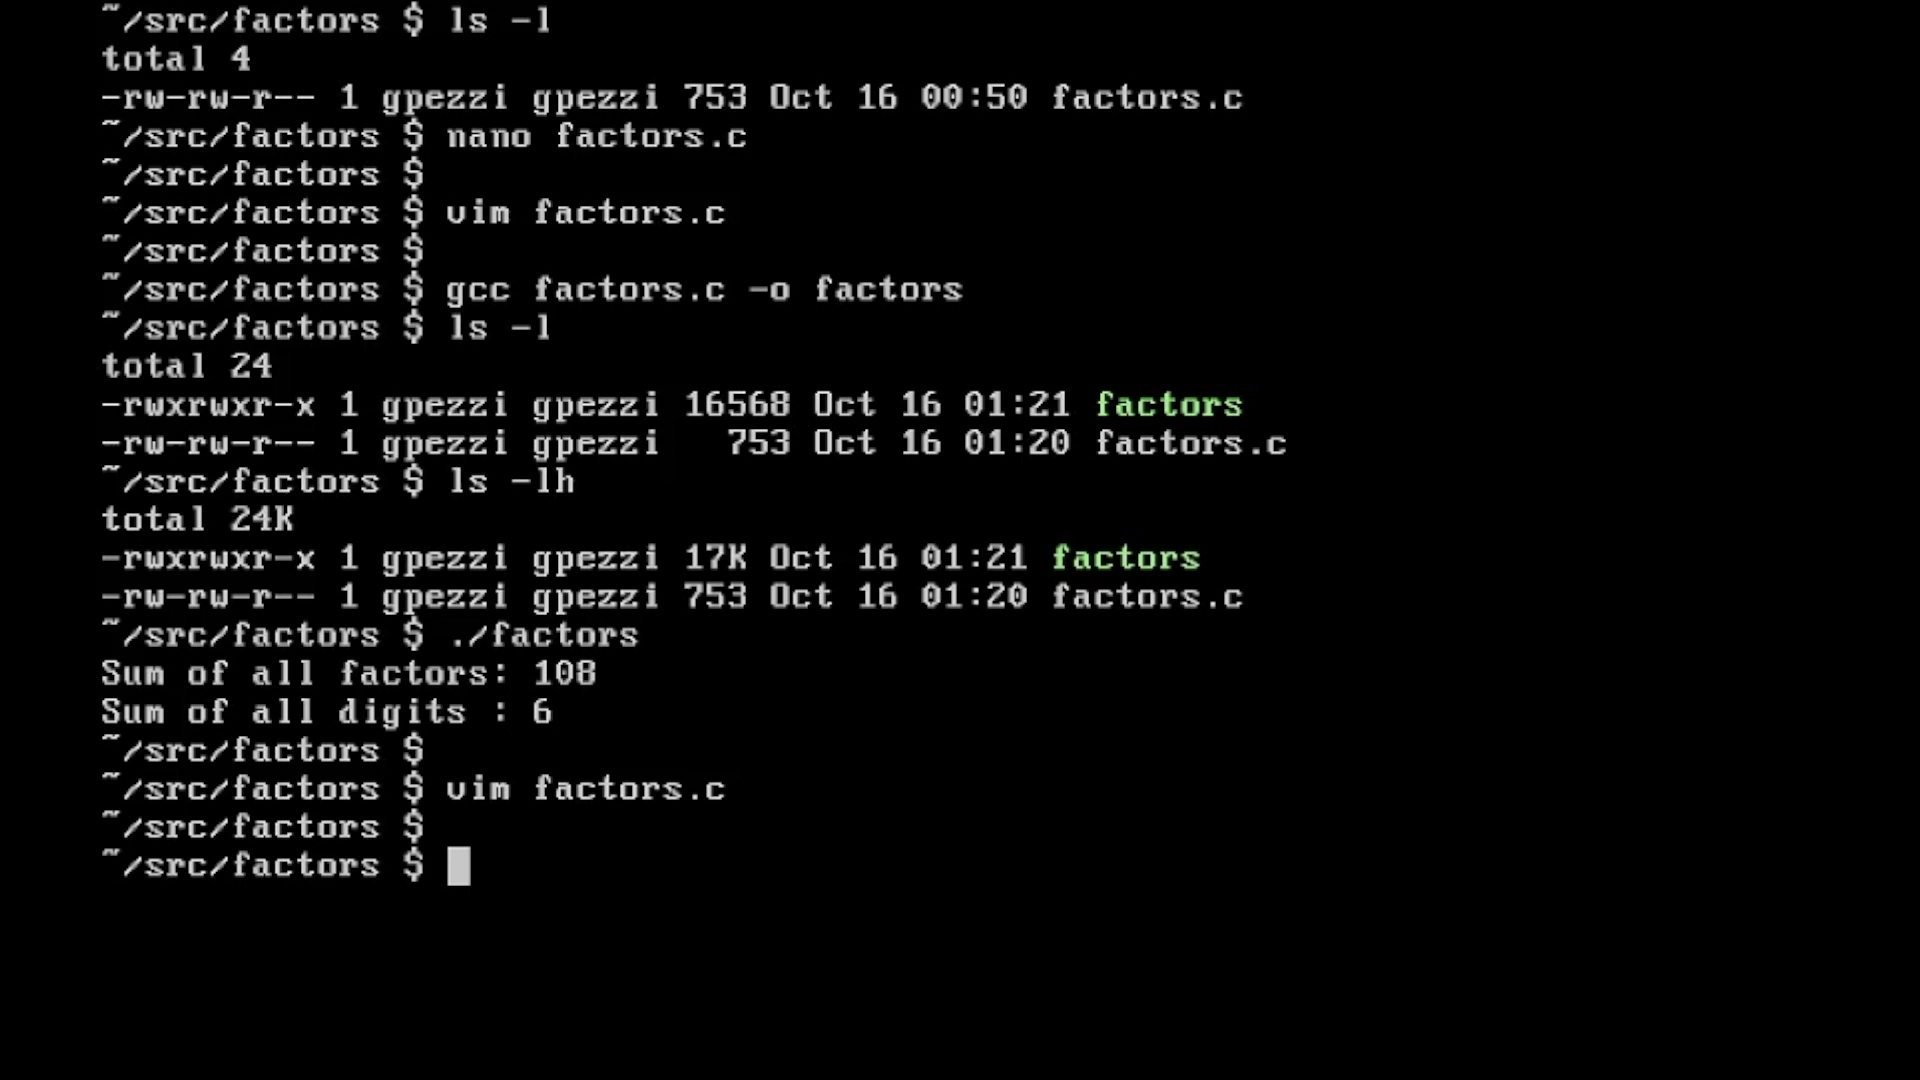 ~/src/factors $ ls -l
total 4
-rw-rw-r-- 1 gpezzi gpezzi 753 Oct 16 00:50 factors.c
~/src/factors $ nano factors.c
~/src/factors $
~/src/factors $ vim factors.c
~/src/factors $
~/src/factors $ gcc factors.c -o factors
~/src/factors $ ls -l
total 24
-rwxrwxr-x 1 gpezzi gpezzi 16568 Oct 16 01:21 factors
-rw-rw-r-- 1 gpezzi gpezzi   753 Oct 16 01:20 factors.c
~/src/factors $ ls -lh
total 24K
-rwxrwxr-x 1 gpezzi gpezzi 17K Oct 16 01:21 factors
-rw-rw-r-- 1 gpezzi gpezzi 753 Oct 16 01:20 factors.c
~/src/factors $ ./factors
Sum of all factors: 108
Sum of all digits : 6
~/src/factors $
~/src/factors $ vim factors.c
~/src/factors $
~/src/factors $